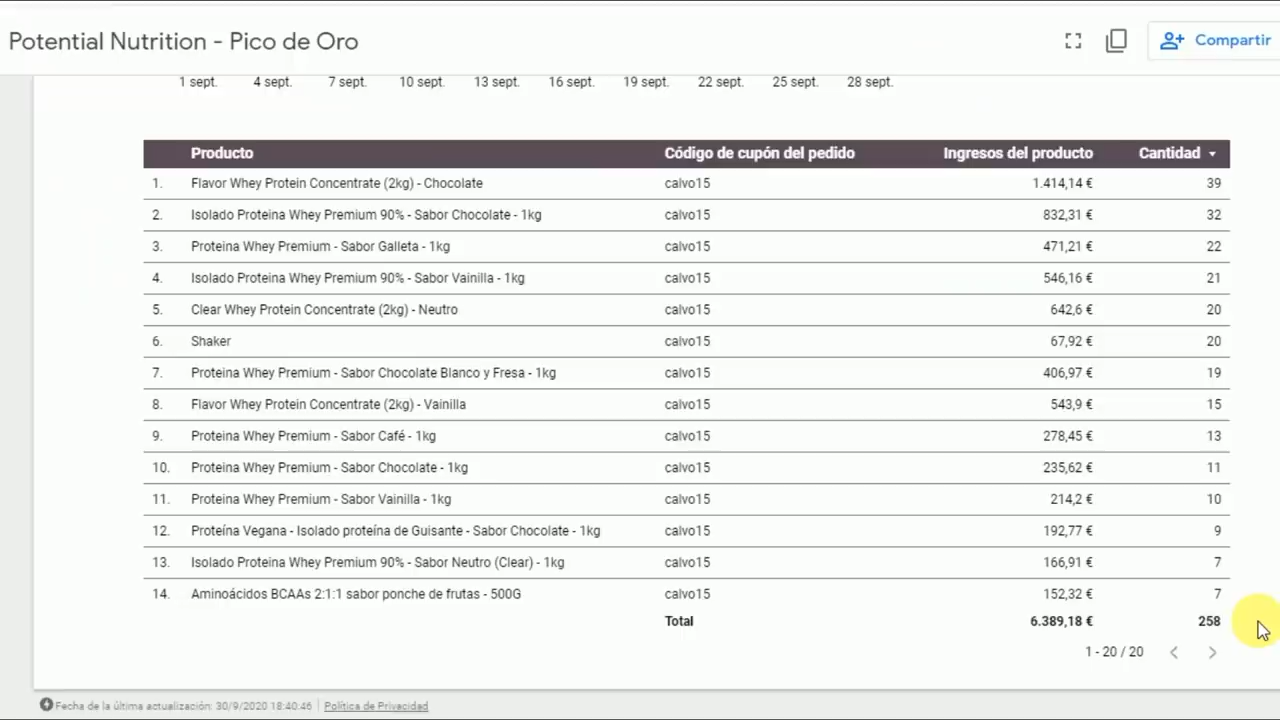 Potential Nutrition - Pico de Oro
Compartir
1 sept. 4 sept. 7 sept. 10 sept. 13 sept. 16 sept. 19 sept. 22 sept. 25 sept. 28 sept.
Producto Código de cupón del pedido Ingresos del producto Cantidad
1. Flavor Whey Protein Concentrate (2kg) - Chocolate calvo15 1.414,14 € 39
2. Isolado Proteina Whey Premium 90% - Sabor Chocolate - 1kg calvo15 832,31 € 32
3. Proteina Whey Premium - Sabor Galleta - 1kg calvo15 471,21 € 22
4. Isolado Proteina Whey Premium 90% - Sabor Vainilla - 1kg calvo15 546,16 € 21
5. Clear Whey Protein Concentrate (2kg) - Neutro calvo15 642,6 € 20
6. Shaker calvo15 67,92 € 20
7. Proteina Whey Premium - Sabor Chocolate Blanco y Fresa - 1kg calvo15 406,97 € 19
8. Flavor Whey Protein Concentrate (2kg) - Vainilla calvo15 543,9 € 15
9. Proteina Whey Premium - Sabor Café - 1kg calvo15 278,45 € 13
10. Proteina Whey Premium - Sabor Chocolate - 1kg calvo15 235,62 € 11
11. Proteina Whey Premium - Sabor Vainilla - 1kg calvo15 214,2 € 10
12. Proteína Vegana - Isolado proteína de Guisante - Sabor Chocolate - 1kg calvo15 192,77 € 9
13. Isolado Proteina Whey Premium 90% - Sabor Neutro (Clear) - 1kg calvo15 166,91 € 7
14. Aminoácidos BCAAs 2:1:1 sabor ponche de frutas - 500G calvo15 152,32 € 7
Total 6.389,18 € 258
1 - 20 / 20
Fecha de la última actualización: 30/9/2020 18:40:46 Política de Privacidad